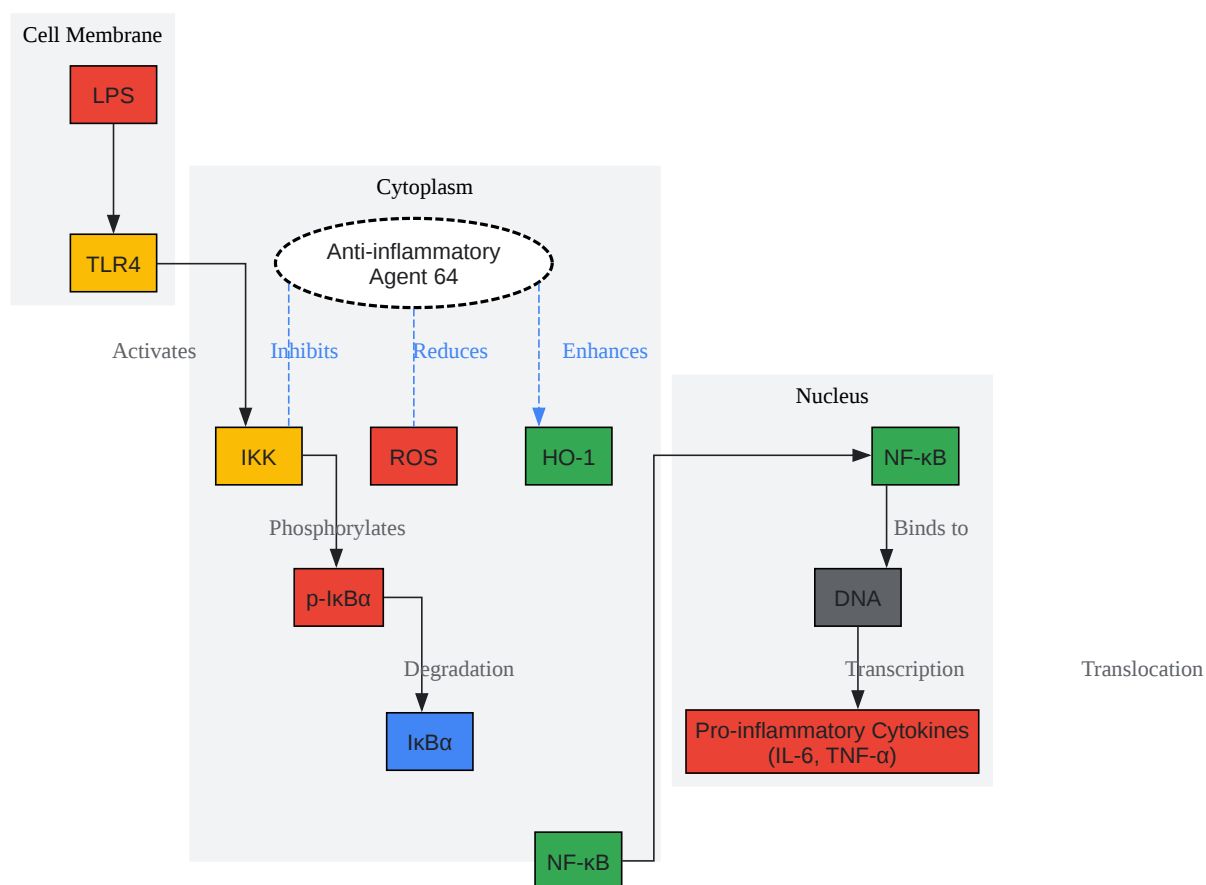 Cell Membrane
LPS
TLR4
Cytoplasm
Anti-inflammatory
Agent 64
Activates
Inhibits
Reduces
Enhances
IKK
ROS
HO-1
Phosphorylates
p-IκBα
Degradation
IκBα
NF-κB
Nucleus
NF-κB
Binds to
DNA
Transcription
Translocation
Pro-inflammatory Cytokines
(IL-6, TNF-α)